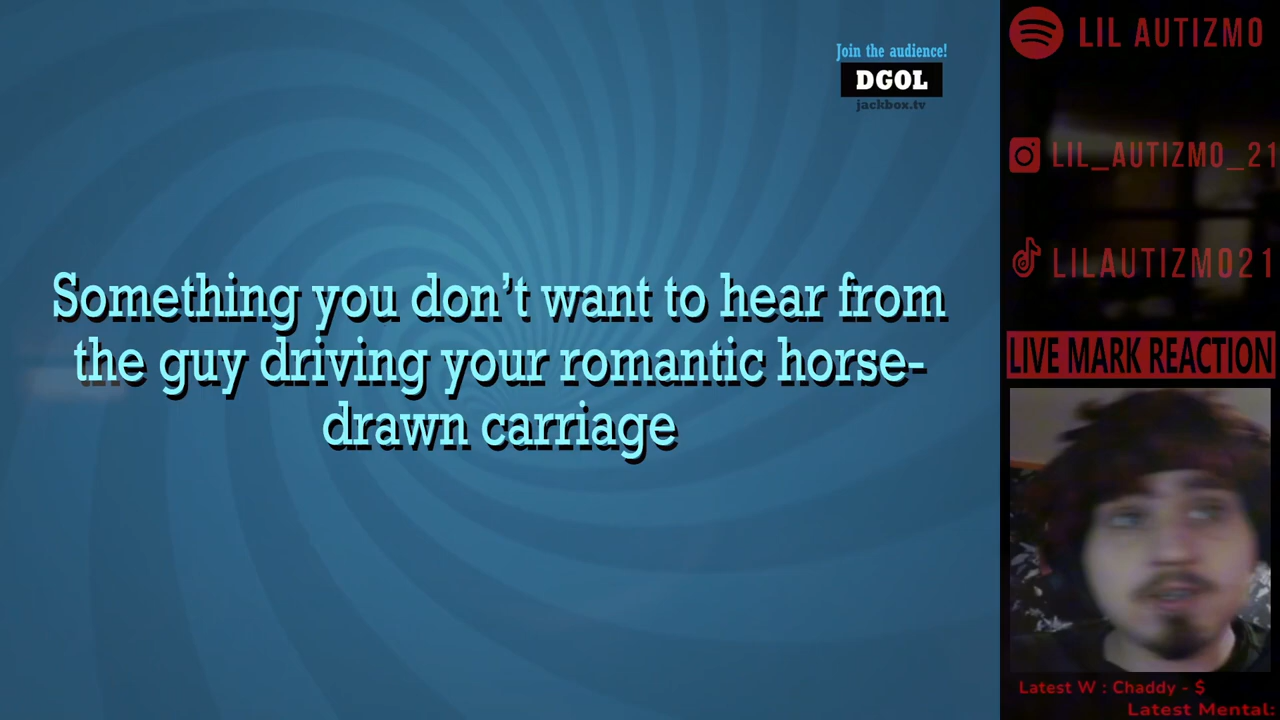 Join the audience!
DGOL
jackbox.tv
Something you don't want to hear from
the guy driving your romantic horse-
drawn carriage
LIL AUTIZMO
LIL_AUTIZMO_21
LILAUTIZMO21
LIVE MARK REACTION
Latest W : Chaddy - $
Latest Mental: